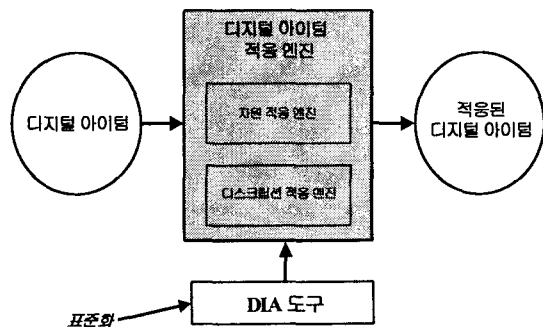 디지털 아이템
적응 엔진
디지털 아이템
자원 적응 엔진
적응된
디지털 아이템
디스크립션 적응 엔진
DIA 도구
표준화